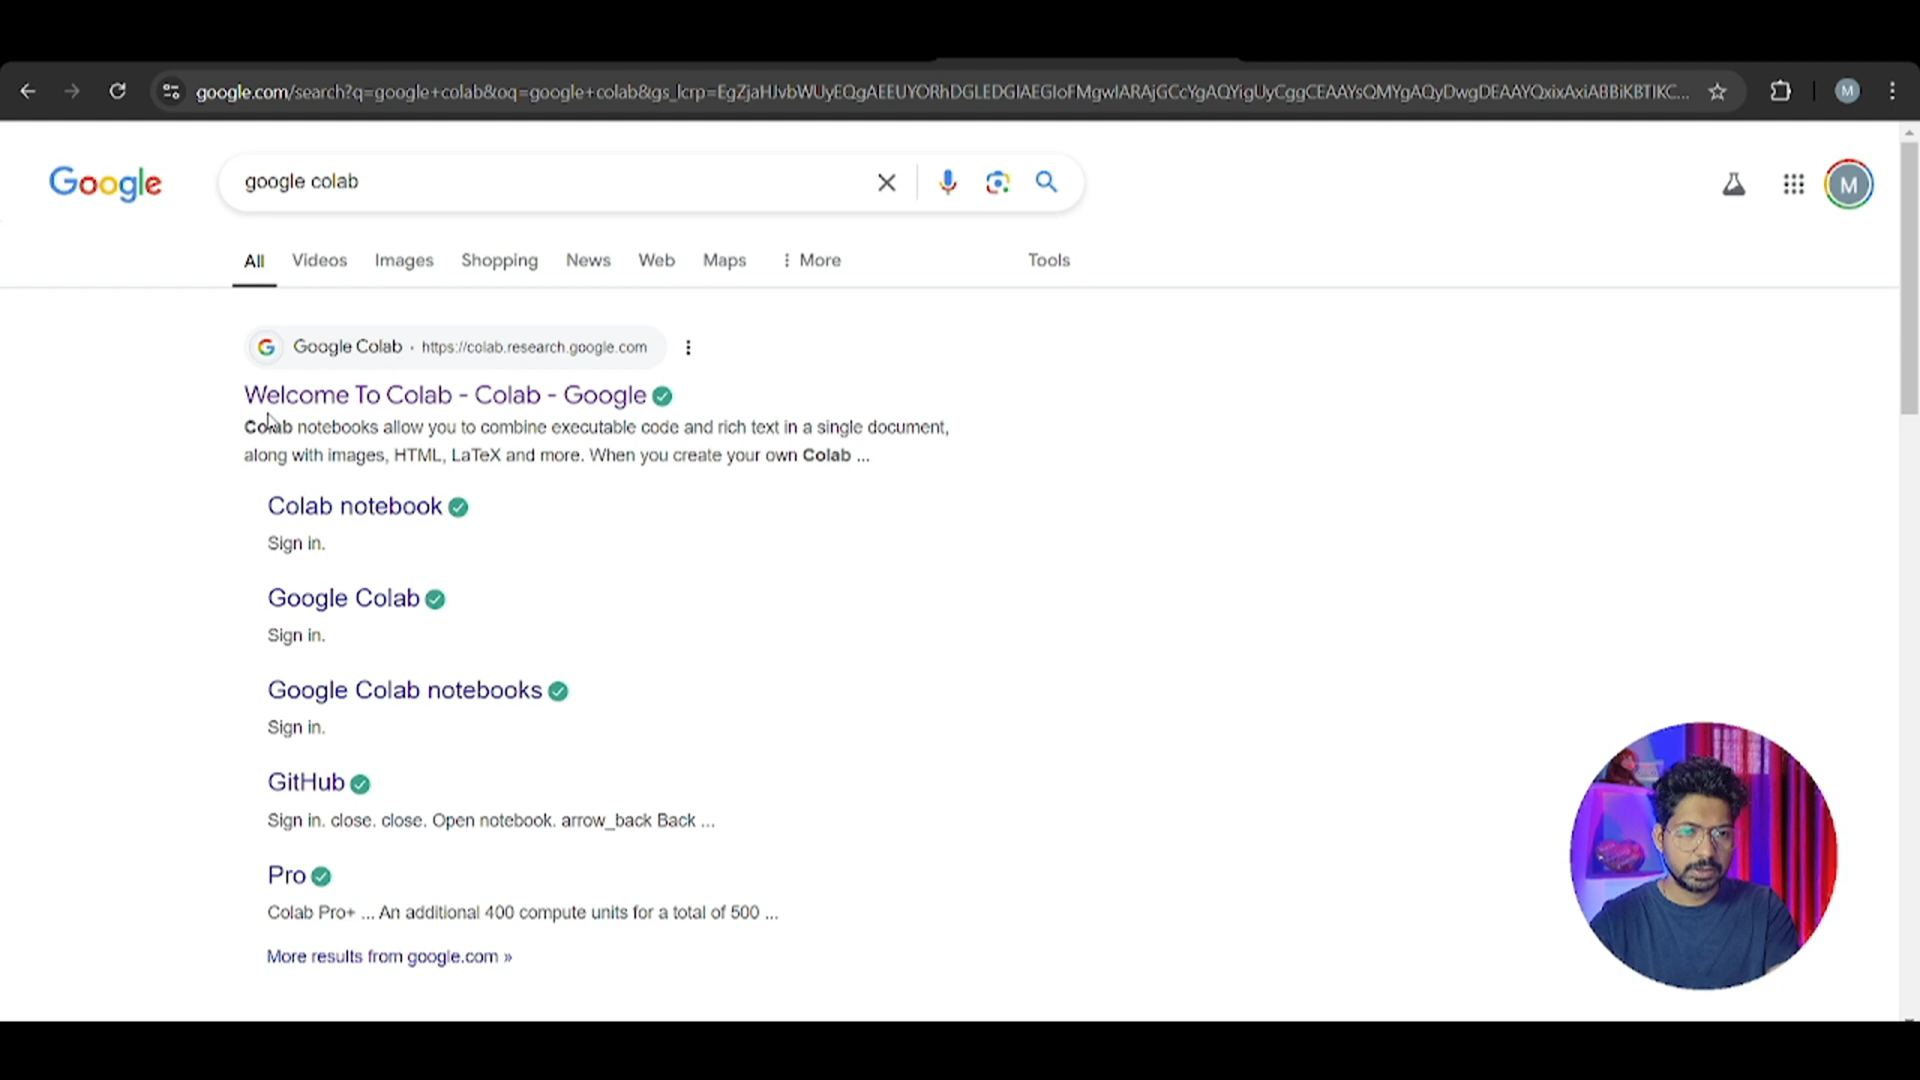 google.com/search?q=google+colab&oq=google+colab&gs_lcrp=
Google
google colab
M
M
All
Videos
Images
Shopping
News
Web
Maps
More
Tools
Google Colab · https://colab.research.google.com
Welcome To Colab - Colab - Google
Colab notebooks allow you to combine executable code and rich text in a single document,
along with images, HTML, LaTeX and more. When you create your own Colab ...
Colab notebook
Sign in.
Google Colab
Sign in.
Google Colab notebooks
Sign in.
GitHub
Sign in. close. close. Open notebook. arrow_back Back ...
Pro
Colab Pro+ ... An additional 400 compute units for a total of 500 ...
More results from google.com »